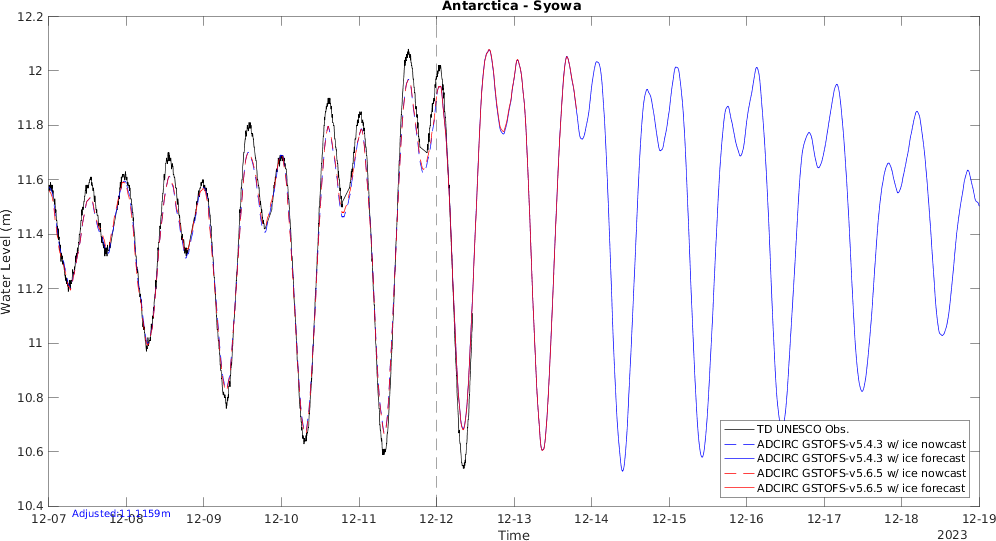 Antarctica - Syowa
12.2
12
11.8
11.6
11.4
11.2
11
10.8
10.6
10.4
Water Level (m)
TD UNESCO Obs.
ADCIRC GSTOFS-v5.4.3 w/ ice nowcast
ADCIRC GSTOFS-v5.4.3 w/ ice forecast
ADCIRC GSTOFS-v5.6.5 w/ ice nowcast
ADCIRC GSTOFS-v5.6.5 w/ ice forecast
Adjusted:11.1159m
12-07 12-08 12-09 12-10 12-11 12-12 12-13 12-14 12-15 12-16 12-17 12-18 12-19
Time
2023